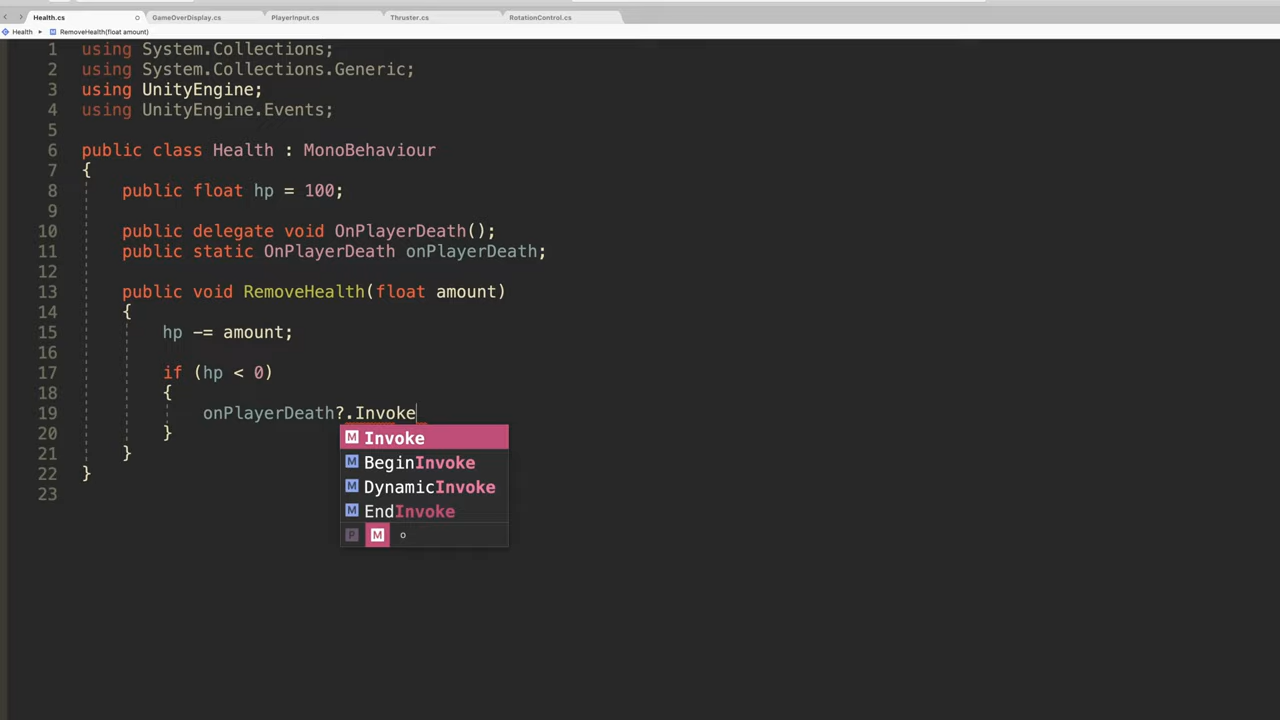 Health.cs
GameOverDisplay.cs
PlayerInput.cs
Thruster.cs
RotationControl.cs
Health
M RemoveHealth(float amount)
1 using System.Collections;
2 using System.Collections.Generic;
3 using UnityEngine;
4 using UnityEngine.Events;
5
6 public class Health : MonoBehaviour
7 {
8 public float hp = 100;
9
10 public delegate void OnPlayerDeath();
11 public static OnPlayerDeath onPlayerDeath;
12
13 public void RemoveHealth(float amount)
14 {
15 hp -= amount;
16
17 if (hp < 0)
18 {
19 onPlayerDeath?.Invoke
20 }
21 }
22 }
23
M Invoke
M BeginInvoke
M DynamicInvoke
M EndInvoke
P M